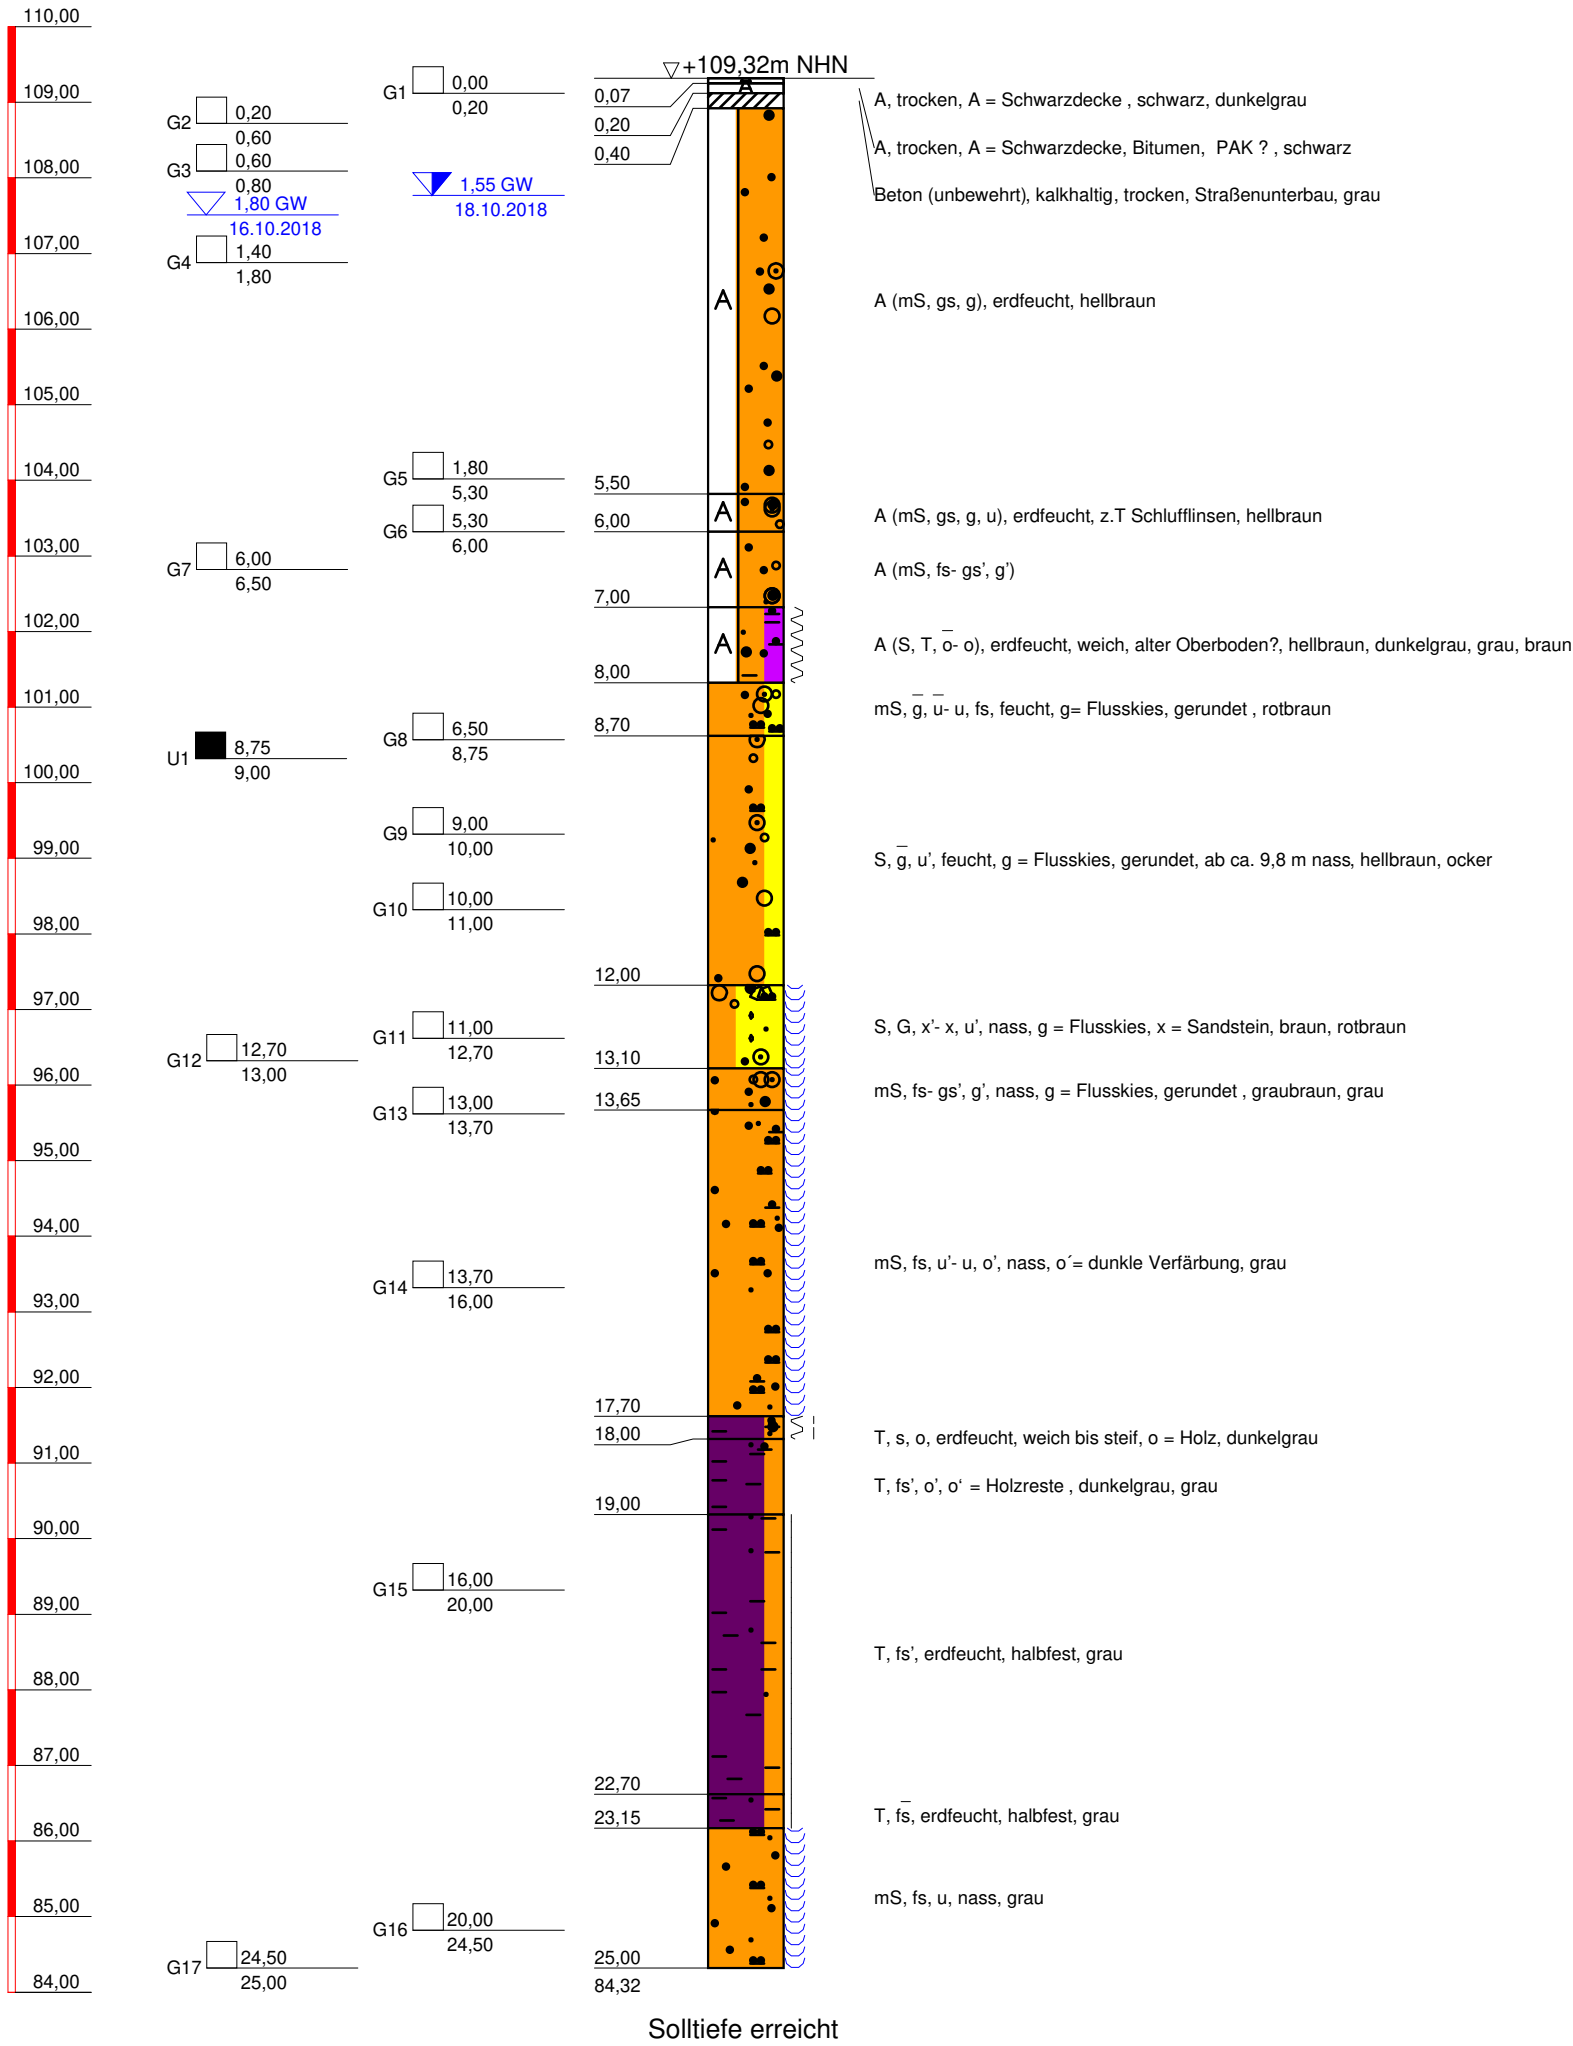 110,00
109,00
108,00
107,00
106,00
105,00
104,00
103,00
102,00
101,00
100,00
99,00
98,00
97,00
96,00
95,00
94,00
93,00
92,00
91,00
90,00
89,00
88,00
87,00
86,00
85,00
84,00
G2 0,20
0,60
G3 0,60
0,80
1,80 GW
16.10.2018
G4 1,40
1,80
G7 6,00
6,50
U1 8,75
9,00
G12 12,70
13,00
G17 24,50
25,00
G1 0,00
0,20
1,55 GW
18.10.2018
G5 1,80
5,30
G6 5,30
6,00
G8 6,50
8,75
G9 9,00
10,00
G10 10,00
11,00
G11 11,00
12,70
G13 13,00
13,70
G14 13,70
16,00
G15 16,00
20,00
G16 20,00
24,50
+109,32m NHN
0,07
0,20
0,40
5,50
6,00
7,00
8,00
8,70
12,00
13,10
13,65
17,70
18,00
19,00
22,70
23,15
25,00
84,32
A
A
A
A
A
A, trocken, A = Schwarzdecke , schwarz, dunkelgrau
A, trocken, A = Schwarzdecke, Bitumen, PAK ? , schwarz
Beton (unbewehrt), kalkhaltig, trocken, Straßenunterbau, grau
A (mS, gs, g), erdfeucht, hellbraun
A (mS, gs, g, u), erdfeucht, z.T Schlufflinsen, hellbraun
A (mS, fs- gs', g')
A (S, T, o̅- o), erdfeucht, weich, alter Oberboden?, hellbraun, dunkelgrau, grau, braun
mS, g̅, u̅- u, fs, feucht, g= Flusskies, gerundet , rotbraun
S, g̅, u', feucht, g = Flusskies, gerundet, ab ca. 9,8 m nass, hellbraun, ocker
S, G, x'- x, u', nass, g = Flusskies, x = Sandstein, braun, rotbraun
mS, fs- gs', g', nass, g = Flusskies, gerundet , graubraun, grau
mS, fs, u'- u, o', nass, o´= dunkle Verfärbung, grau
T, s, o, erdfeucht, weich bis steif, o = Holz, dunkelgrau
T, fs', o', o‘ = Holzreste , dunkelgrau, grau
T, fs', erdfeucht, halbfest, grau
T, fs̅, erdfeucht, halbfest, grau
mS, fs, u, nass, grau
Solltiefe erreicht